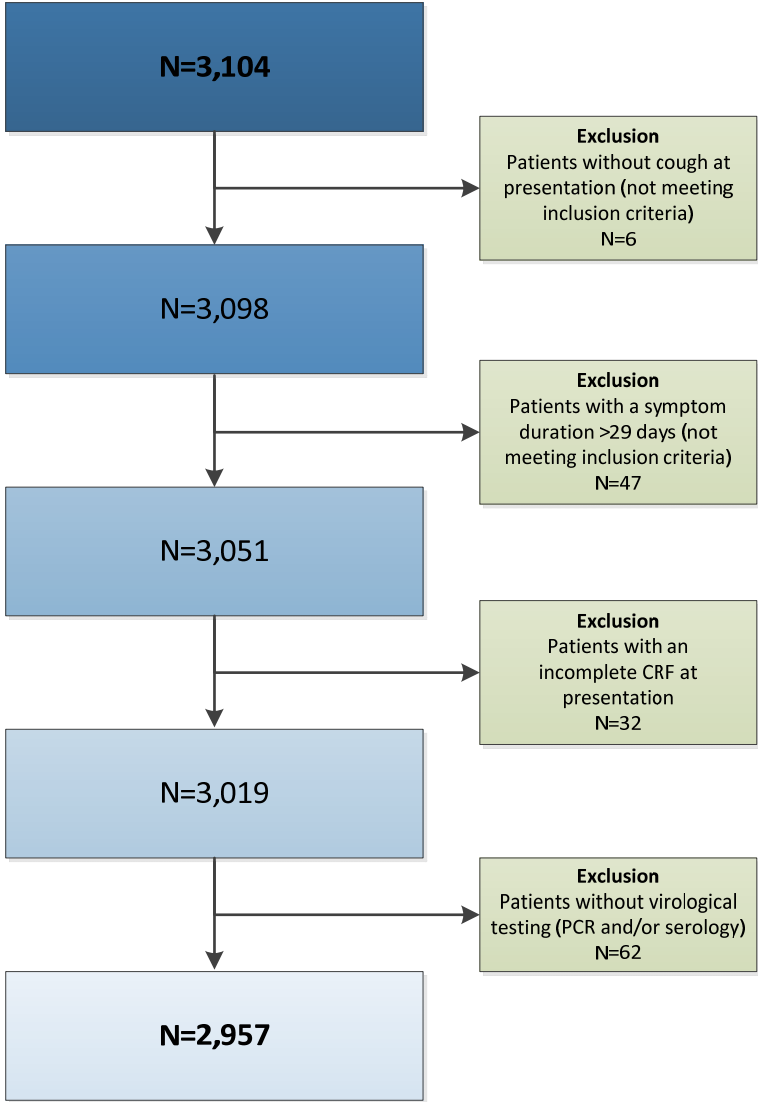 N=3,104
Exclusion
Patients without cough at
presentation (not meeting
inclusion criteria)
N=6
N=3,098
Exclusion
Patients with a symptom
duration >29 days (not
meeting inclusion criteria)
N=47
N=3,051
Exclusion
Patients with an
incomplete CRF at
presentation
N=32
N=3,019
Exclusion
Patients without virological
testing (PCR and/or serology)
N=62
N=2,957